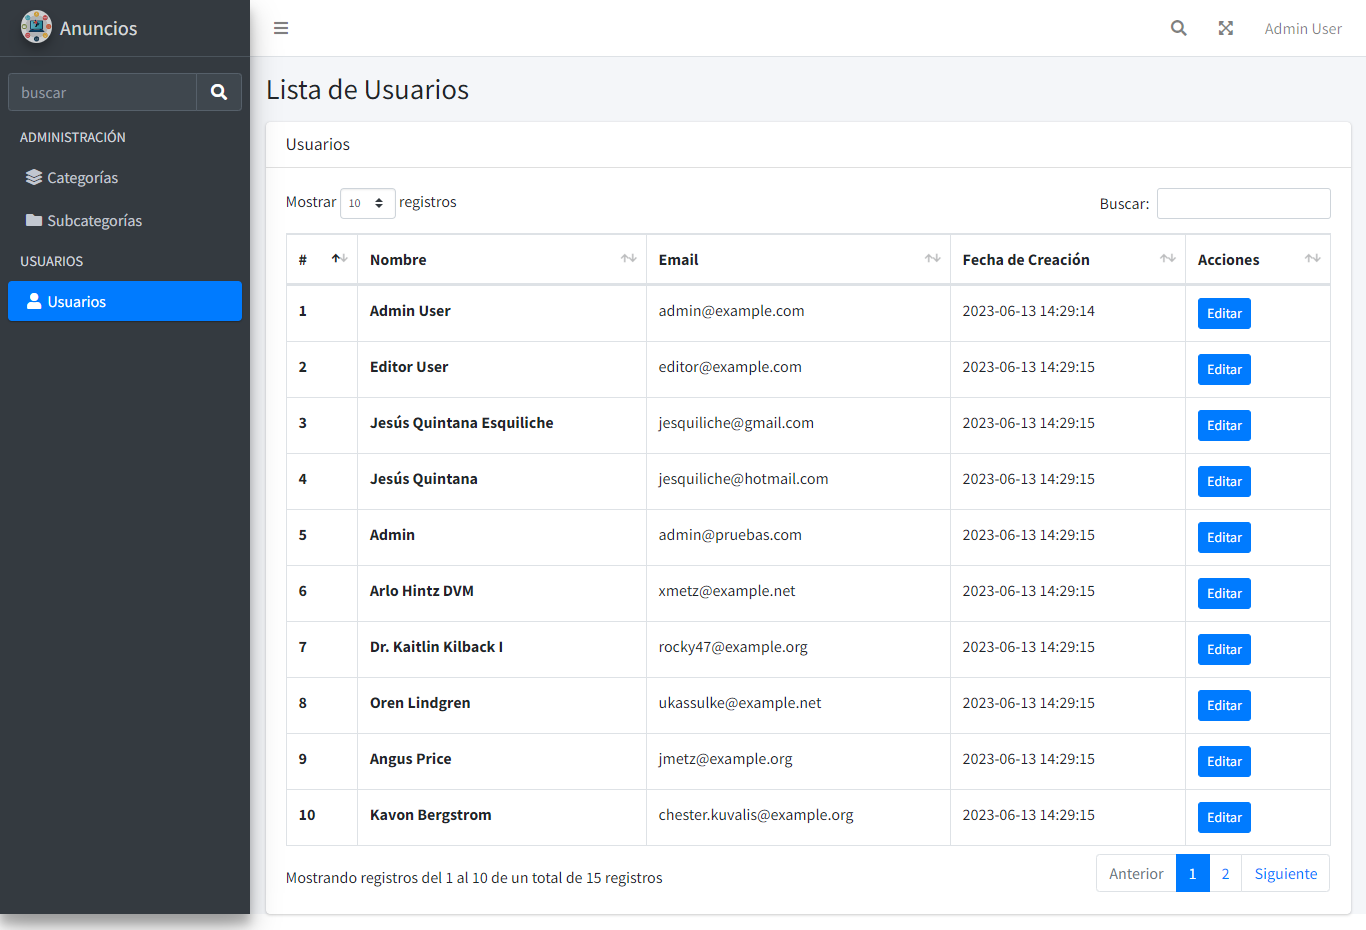 Anuncios
Admin User
buscar
ADMINISTRACIÓN
Categorías
Subcategorías
USUARIOS
Usuarios
Lista de Usuarios
Usuarios
Mostrar 10 registros
Buscar:
# Nombre Email Fecha de Creación Acciones
1 Admin User admin@example.com 2023-06-13 14:29:14 Editar
2 Editor User editor@example.com 2023-06-13 14:29:15 Editar
3 Jesús Quintana Esquiliche jesquiliche@gmail.com 2023-06-13 14:29:15 Editar
4 Jesús Quintana jesquiliche@hotmail.com 2023-06-13 14:29:15 Editar
5 Admin admin@pruebas.com 2023-06-13 14:29:15 Editar
6 Arlo Hintz DVM xmetz@example.net 2023-06-13 14:29:15 Editar
7 Dr. Kaitlin Kilback I rocky47@example.org 2023-06-13 14:29:15 Editar
8 Oren Lindgren ukassulke@example.net 2023-06-13 14:29:15 Editar
9 Angus Price jmetz@example.org 2023-06-13 14:29:15 Editar
10 Kavon Bergstrom chester.kuvalis@example.org 2023-06-13 14:29:15 Editar
Mostrando registros del 1 al 10 de un total de 15 registros
Anterior 1 2 Siguiente